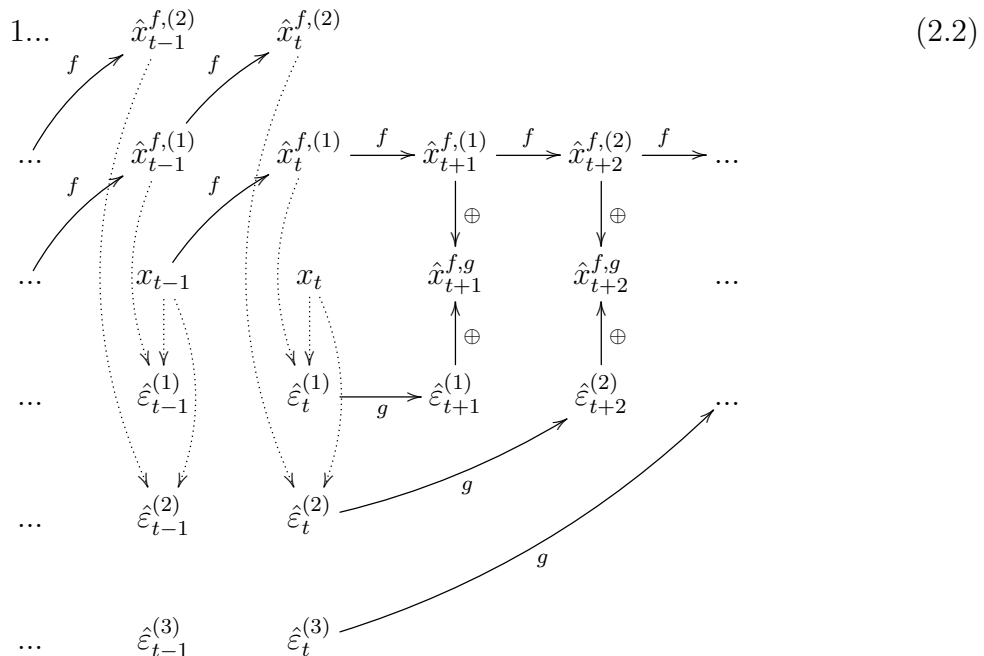 1... $\hat{x}_{t-1}^{f,(2)}$ $\hat{x}_{t}^{f,(2)}$ (2.2)
f f
... $\hat{x}_{t-1}^{f,(1)}$ $\hat{x}_{t}^{f,(1)}$ f $\hat{x}_{t+1}^{f,(1)}$ f $\hat{x}_{t+2}^{f,(2)}$ f ...
f f ⊕ ⊕
... $x_{t-1}$ $x_{t}$ $\hat{x}_{t+1}^{f,g}$ $\hat{x}_{t+2}^{f,g}$ ...
⊕ ⊕
... $\hat{\varepsilon}_{t-1}^{(1)}$ $\hat{\varepsilon}_{t}^{(1)}$ g $\hat{\varepsilon}_{t+1}^{(1)}$ $\hat{\varepsilon}_{t+2}^{(2)}$ ...
g
... $\hat{\varepsilon}_{t-1}^{(2)}$ $\hat{\varepsilon}_{t}^{(2)}$
g
... $\hat{\varepsilon}_{t-1}^{(3)}$ $\hat{\varepsilon}_{t}^{(3)}$